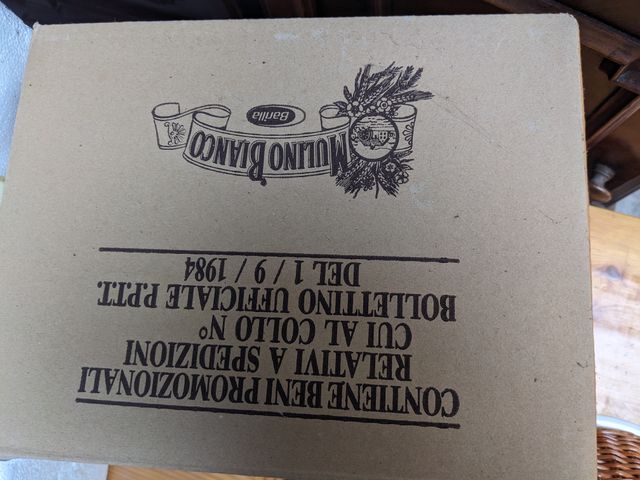 CONTIENE BENI PROMOZIONALI
RELATIVI A SPEDIZIONI
CUI AL COLLO N°
BOLLETTINO UFFICIALE P.P.T.T.
DEL 1 / 9 / 1984
MULINO BIANCO
Barilla